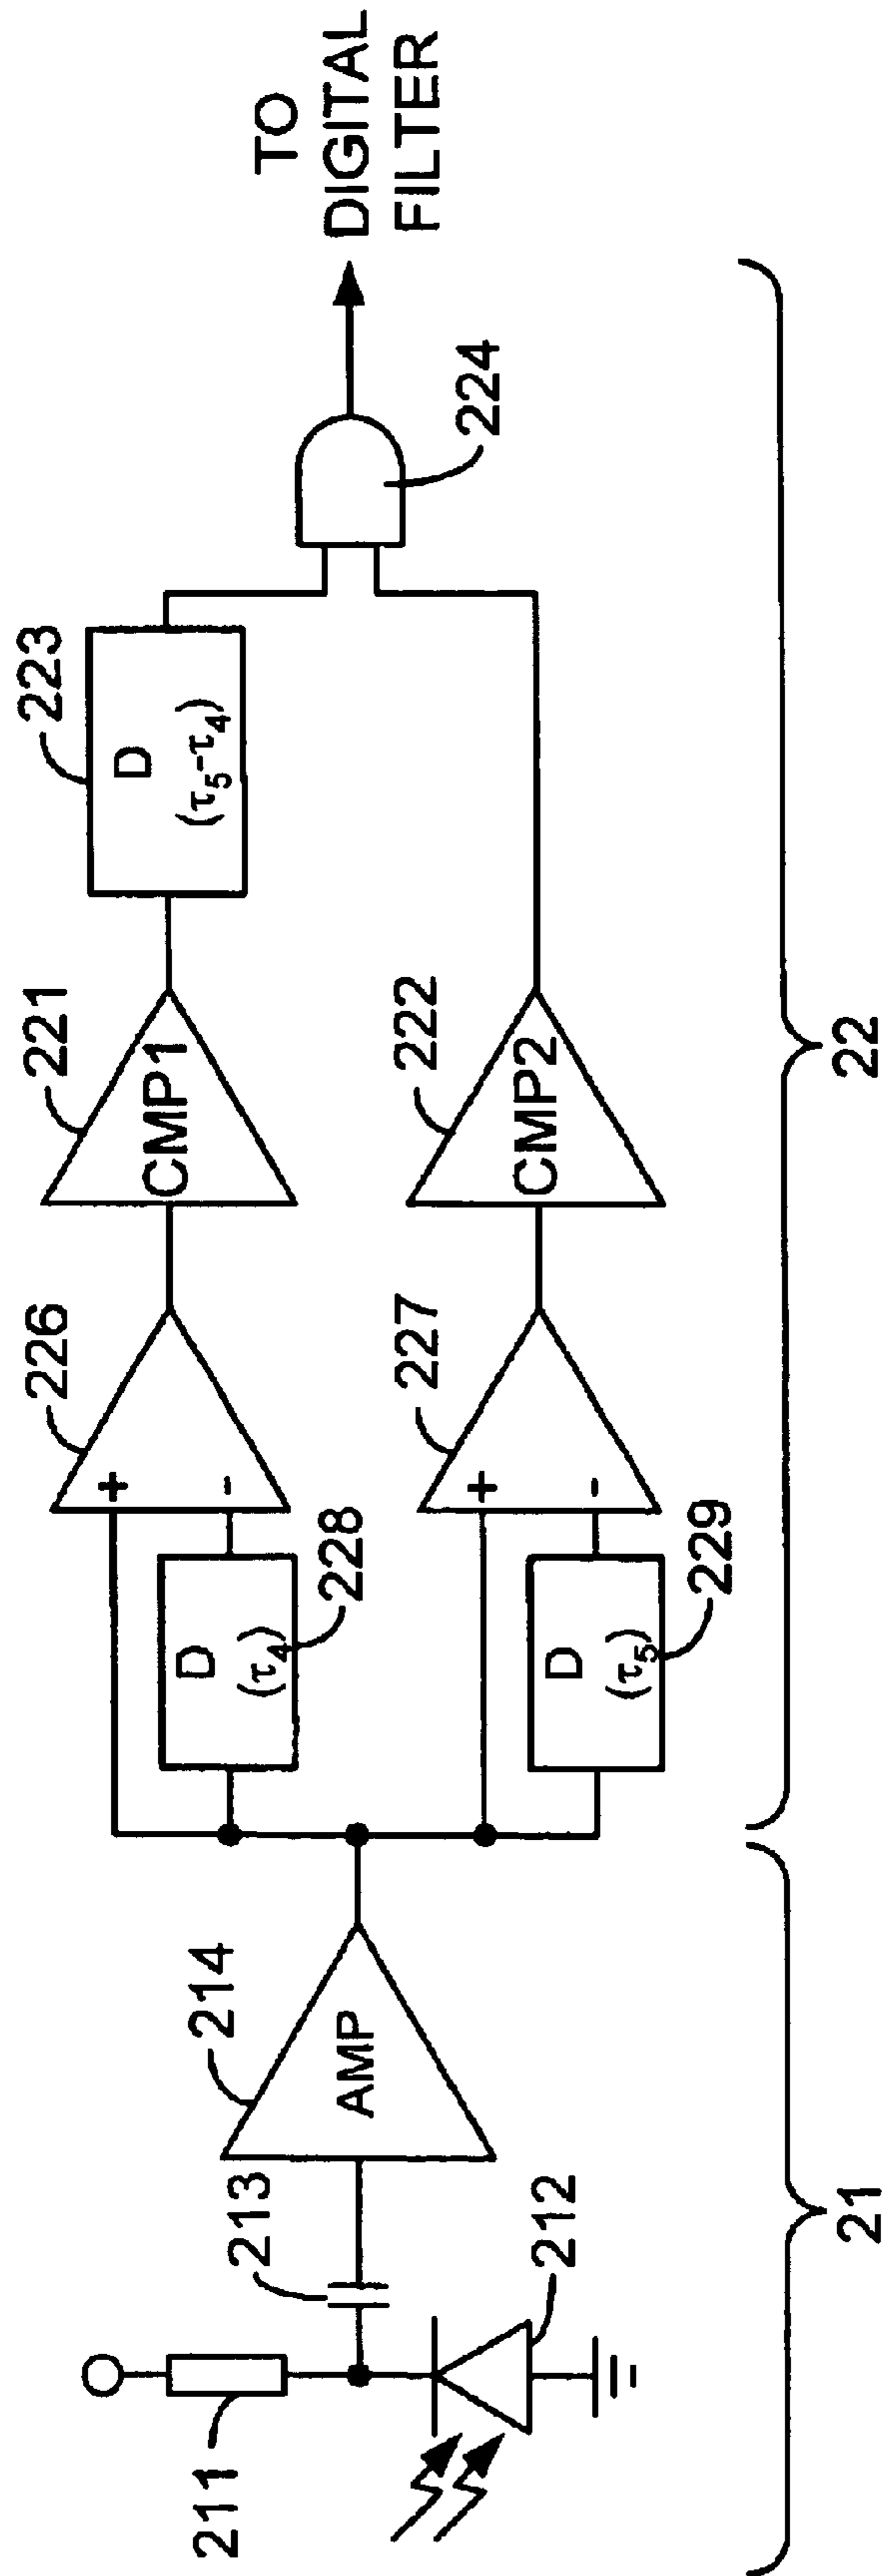 211
213
212
214
AMP
21
D
(τ4)
228
226
+
-
221
CMP1
223
D
(τ5-τ4)
D
(τ5)
229
227
+
-
222
CMP2
224
TO
DIGITAL
FILTER
22